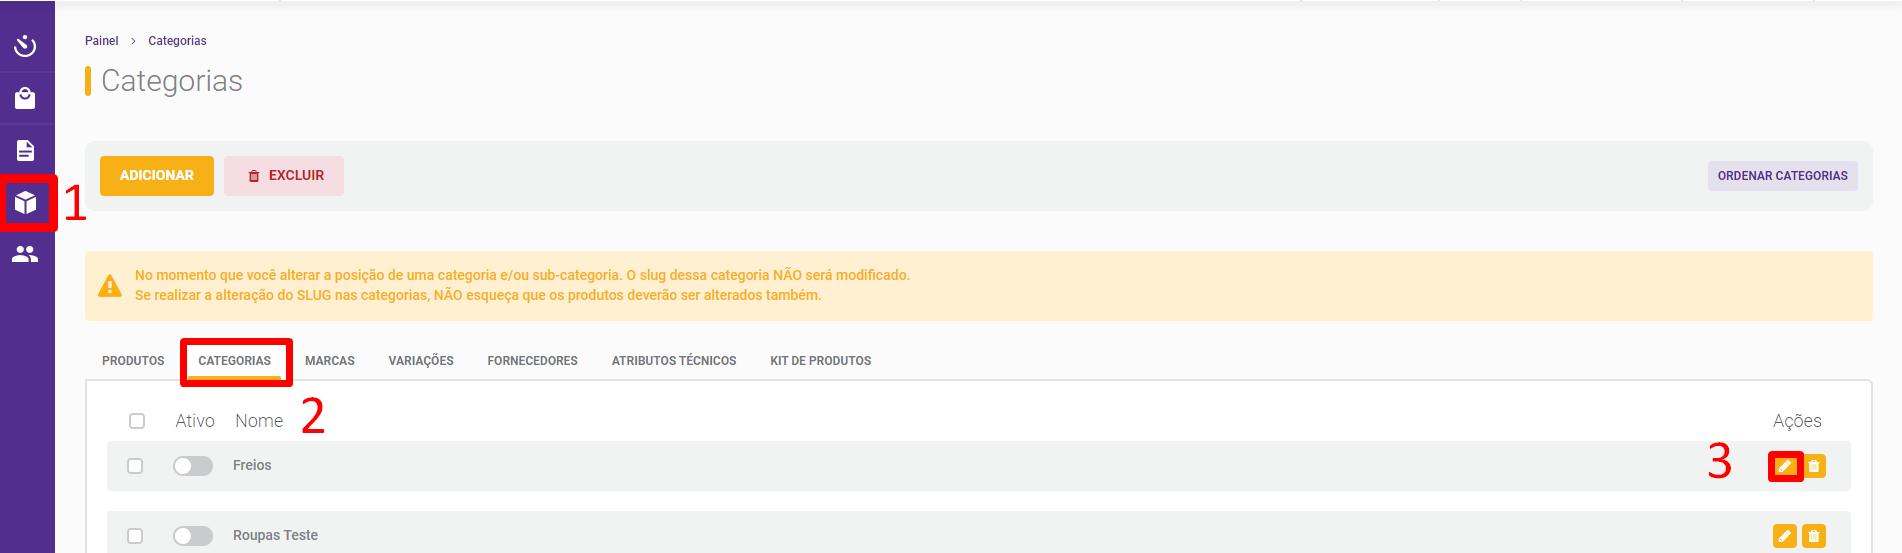 Painel > Categorias
Categorias
ADICIONAR EXCLUIR ORDENAR CATEGORIAS
1
No momento que você alterar a posição de uma categoria e/ou sub-categoria. O slug dessa categoria NÃO será modificado.
Se realizar a alteração do SLUG nas categorias, NÃO esqueça que os produtos deverão ser alterados também.
PRODUTOS CATEGORIAS MARCAS VARIAÇÕES FORNECEDORES ATRIBUTOS TÉCNICOS KIT DE PRODUTOS
2
Ativo Nome Ações
Freios 3
Roupas Teste